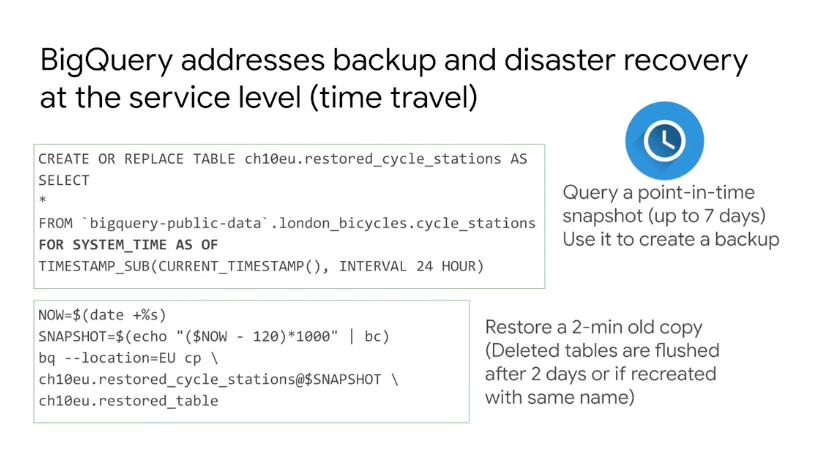 BigQuery addresses backup and disaster recovery
at the service level (time travel)
CREATE OR REPLACE TABLE ch10eu.restored_cycle_stations AS
SELECT
*
FROM `bigquery-public-data`.london_bicycles.cycle_stations
FOR SYSTEM_TIME AS OF
TIMESTAMP_SUB(CURRENT_TIMESTAMP(), INTERVAL 24 HOUR)
Query a point-in-time
snapshot (up to 7 days)
Use it to create a backup
NOW=$(date +%s)
SNAPSHOT=$(echo "($NOW - 120)*1000" | bc)
bq --location=EU cp \
ch10eu.restored_cycle_stations@$SNAPSHOT \
ch10eu.restored_table
Restore a 2-min old copy
(Deleted tables are flushed
after 2 days or if recreated
with same name)